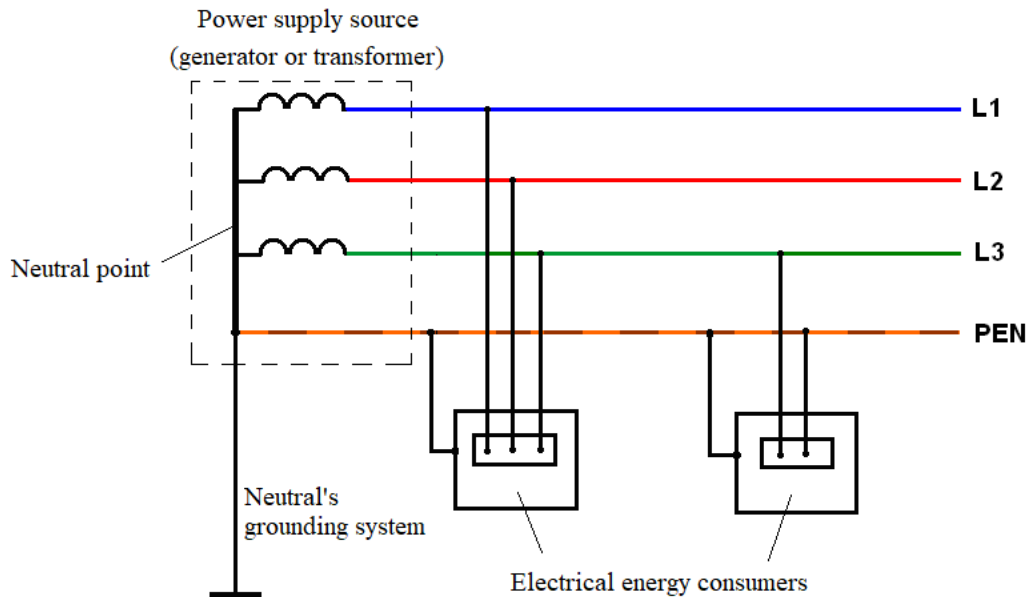 Power supply source
(generator or transformer)
L1
L2
L3
Neutral point
PEN
Neutral's
grounding system
Electrical energy consumers